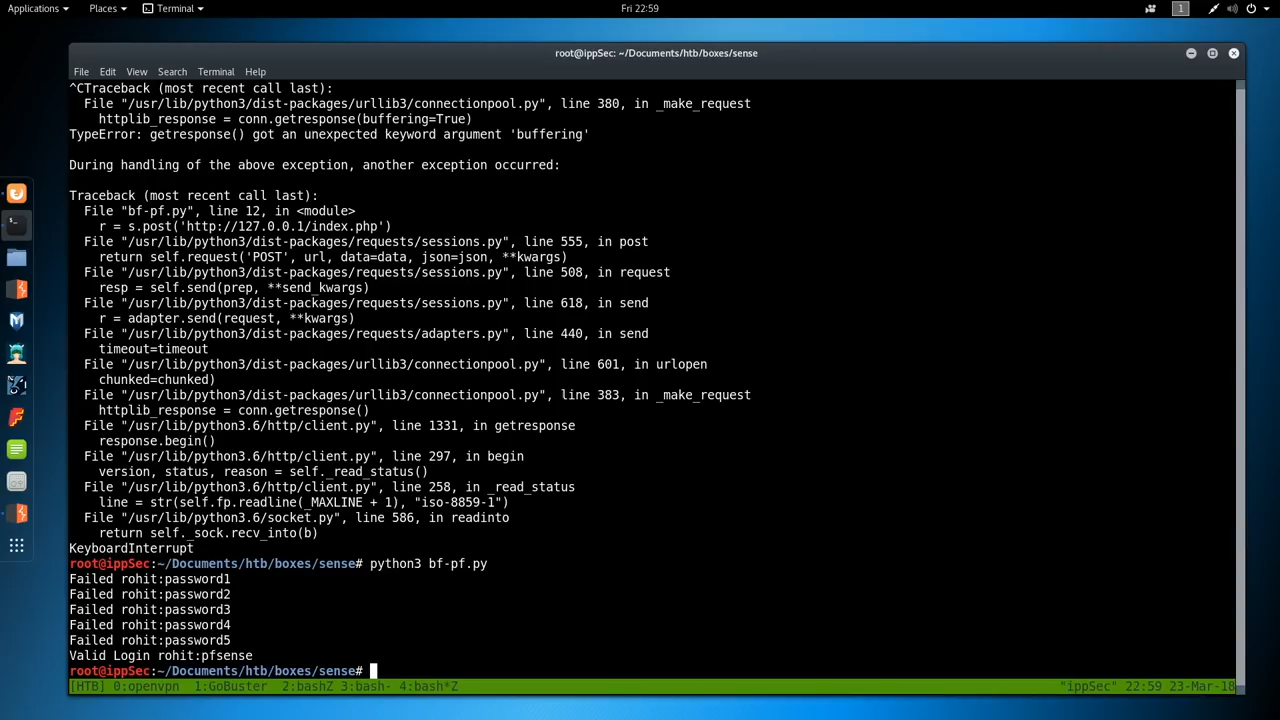 Applications Places Terminal Fri 22:59 1
root@ippSec: ~/Documents/htb/boxes/sense
File Edit View Search Terminal Help
^CTraceback (most recent call last):
  File "/usr/lib/python3/dist-packages/urllib3/connectionpool.py", line 380, in _make_request
    httplib_response = conn.getresponse(buffering=True)
TypeError: getresponse() got an unexpected keyword argument 'buffering'
During handling of the above exception, another exception occurred:
Traceback (most recent call last):
  File "bf-pf.py", line 12, in <module>
    r = s.post('http://127.0.0.1/index.php')
  File "/usr/lib/python3/dist-packages/requests/sessions.py", line 555, in post
    return self.request('POST', url, data=data, json=json, **kwargs)
  File "/usr/lib/python3/dist-packages/requests/sessions.py", line 508, in request
    resp = self.send(prep, **send_kwargs)
  File "/usr/lib/python3/dist-packages/requests/sessions.py", line 618, in send
    r = adapter.send(request, **kwargs)
  File "/usr/lib/python3/dist-packages/requests/adapters.py", line 440, in send
    timeout=timeout
  File "/usr/lib/python3/dist-packages/urllib3/connectionpool.py", line 601, in urlopen
    chunked=chunked)
  File "/usr/lib/python3/dist-packages/urllib3/connectionpool.py", line 383, in _make_request
    httplib_response = conn.getresponse()
  File "/usr/lib/python3.6/http/client.py", line 1331, in getresponse
    response.begin()
  File "/usr/lib/python3.6/http/client.py", line 297, in begin
    version, status, reason = self._read_status()
  File "/usr/lib/python3.6/http/client.py", line 258, in _read_status
    line = str(self.fp.readline(_MAXLINE + 1), "iso-8859-1")
  File "/usr/lib/python3.6/socket.py", line 586, in readinto
    return self._sock.recv_into(b)
KeyboardInterrupt
root@ippSec:~/Documents/htb/boxes/sense# python3 bf-pf.py
Failed rohit:password1
Failed rohit:password2
Failed rohit:password3
Failed rohit:password4
Failed rohit:password5
Valid Login rohit:pfsense
root@ippSec:~/Documents/htb/boxes/sense#
[HTB] 0:openvpn 1:GoBuster 2:bashZ 3:bash- 4:bash*Z "ippSec" 22:59 23-Mar-18